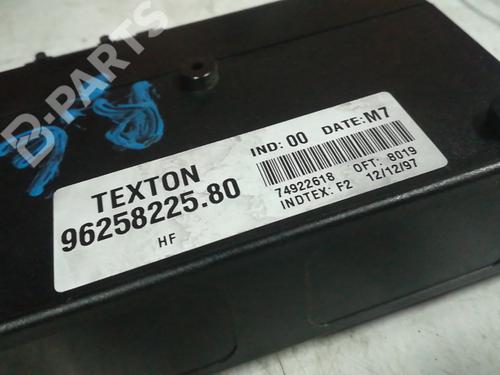 B-PARTS
IND: 00 DATE: M7
TEXTON
96258225.80
HF
74922618 OFT: 8019
INDTEX: F2 12/12/97